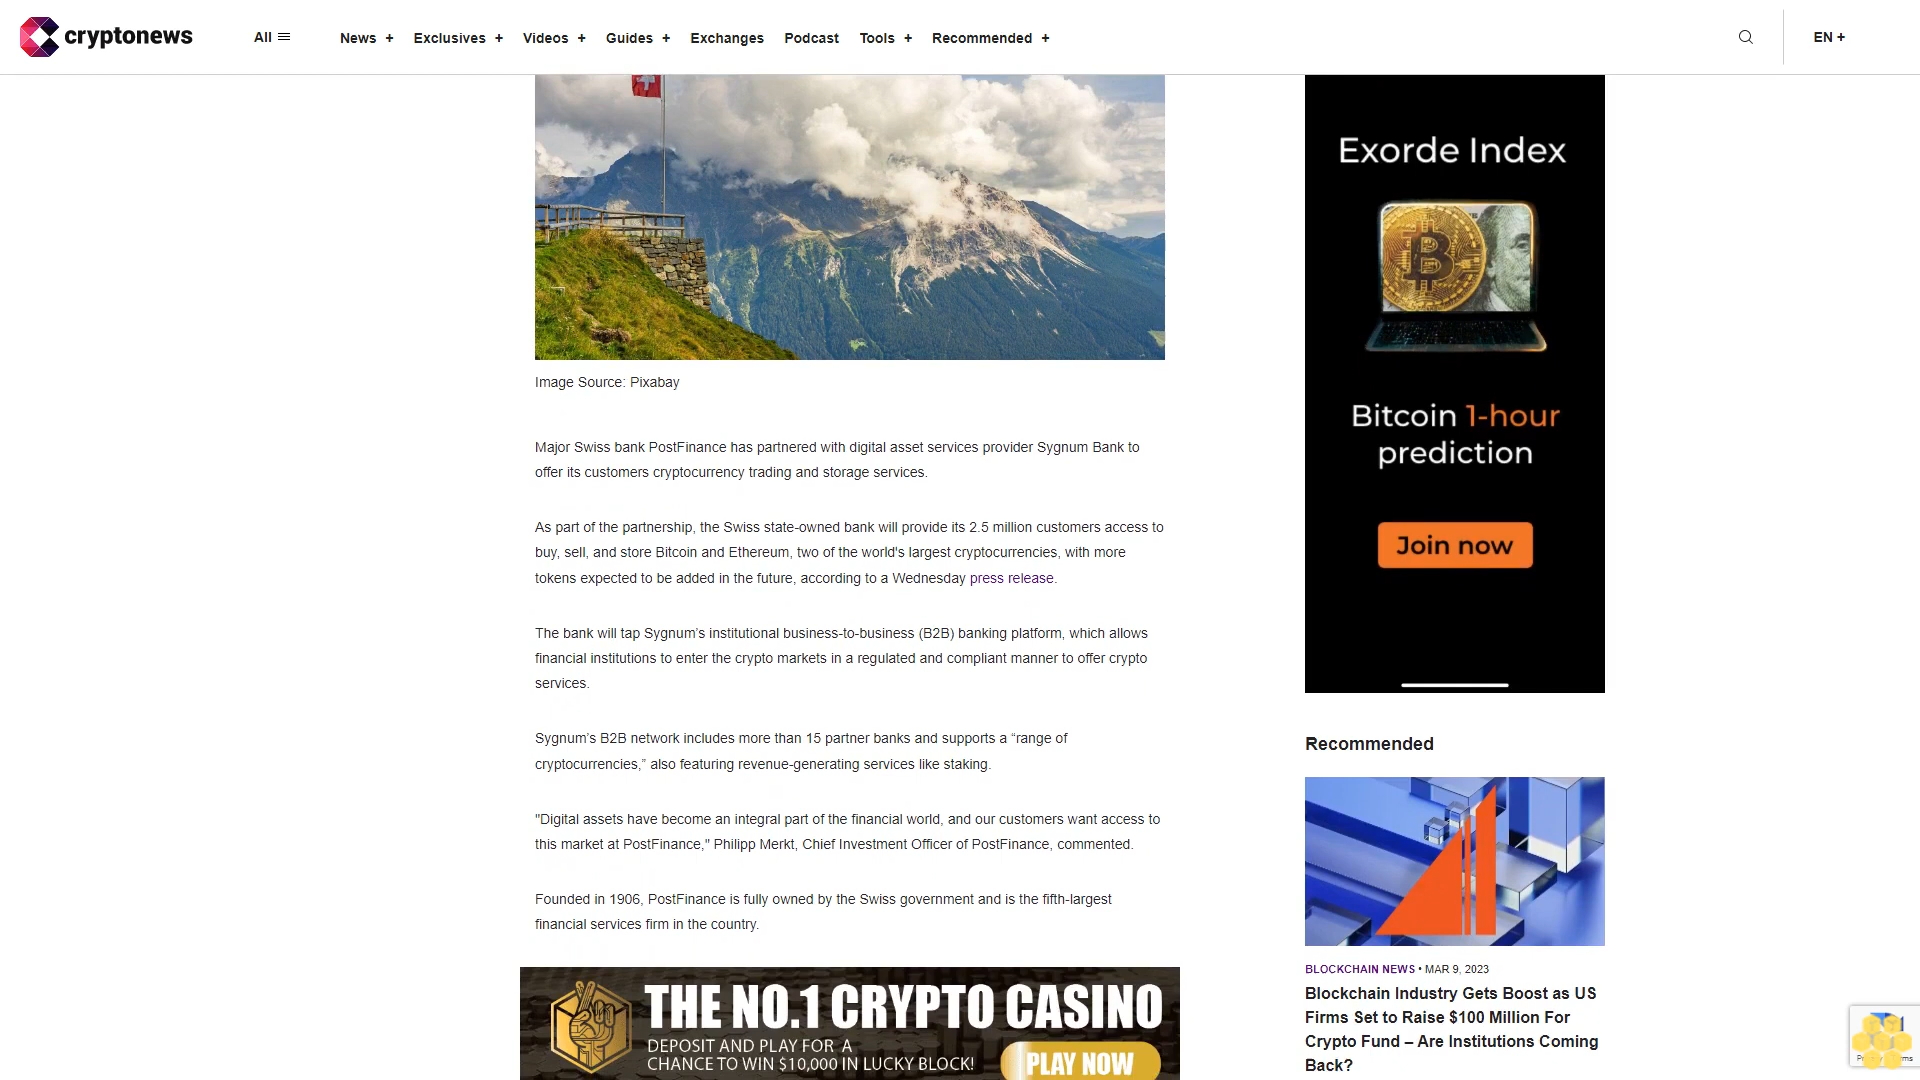 cryptonews
All
News +
Exclusives +
Videos +
Guides +
Exchanges
Podcast
Tools +
Recommended +
EN +
Image Source: Pixabay
Major Swiss bank PostFinance has partnered with digital asset services provider Sygnum Bank to
offer its customers cryptocurrency trading and storage services.
As part of the partnership, the Swiss state-owned bank will provide its 2.5 million customers access to
buy, sell, and store Bitcoin and Ethereum, two of the world's largest cryptocurrencies, with more
tokens expected to be added in the future, according to a Wednesday press release.
The bank will tap Sygnum’s institutional business-to-business (B2B) banking platform, which allows
financial institutions to enter the crypto markets in a regulated and compliant manner to offer crypto
services.
Sygnum’s B2B network includes more than 15 partner banks and supports a “range of
cryptocurrencies,” also featuring revenue-generating services like staking.
"Digital assets have become an integral part of the financial world, and our customers want access to
this market at PostFinance," Philipp Merkt, Chief Investment Officer of PostFinance, commented.
Founded in 1906, PostFinance is fully owned by the Swiss government and is the fifth-largest
financial services firm in the country.
THE NO.1 CRYPTO CASINO
DEPOSIT AND PLAY FOR A
CHANCE TO WIN $10,000 IN LUCKY BLOCK!
PLAY NOW
Exorde Index
Bitcoin 1-hour
prediction
Join now
Recommended
BLOCKCHAIN NEWS • MAR 9, 2023
Blockchain Industry Gets Boost as US
Firms Set to Raise $100 Million For
Crypto Fund – Are Institutions Coming
Back?